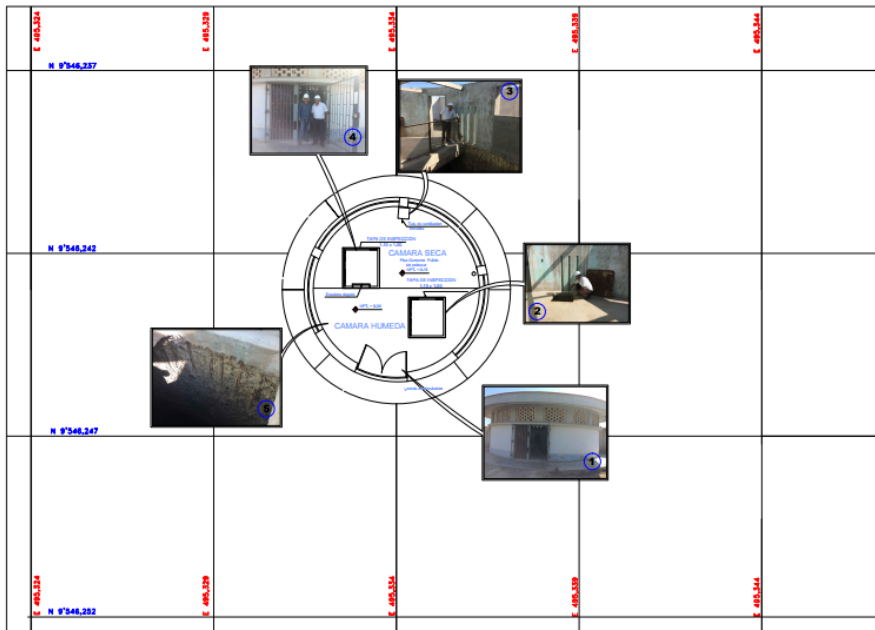 E 495,324
E 495,329
E 495,334
E 495,339
E 495,344
N 9'546,237
4
3
N 9'546,242
TAPA DE INSPECCION
CAMARA SECA
TAPA DE INSPECCION
2
CAMARA HUMEDA
5
N 9'546,247
1
E 495,324
E 495,329
E 495,334
E 495,339
E 495,344
N 9'546,252